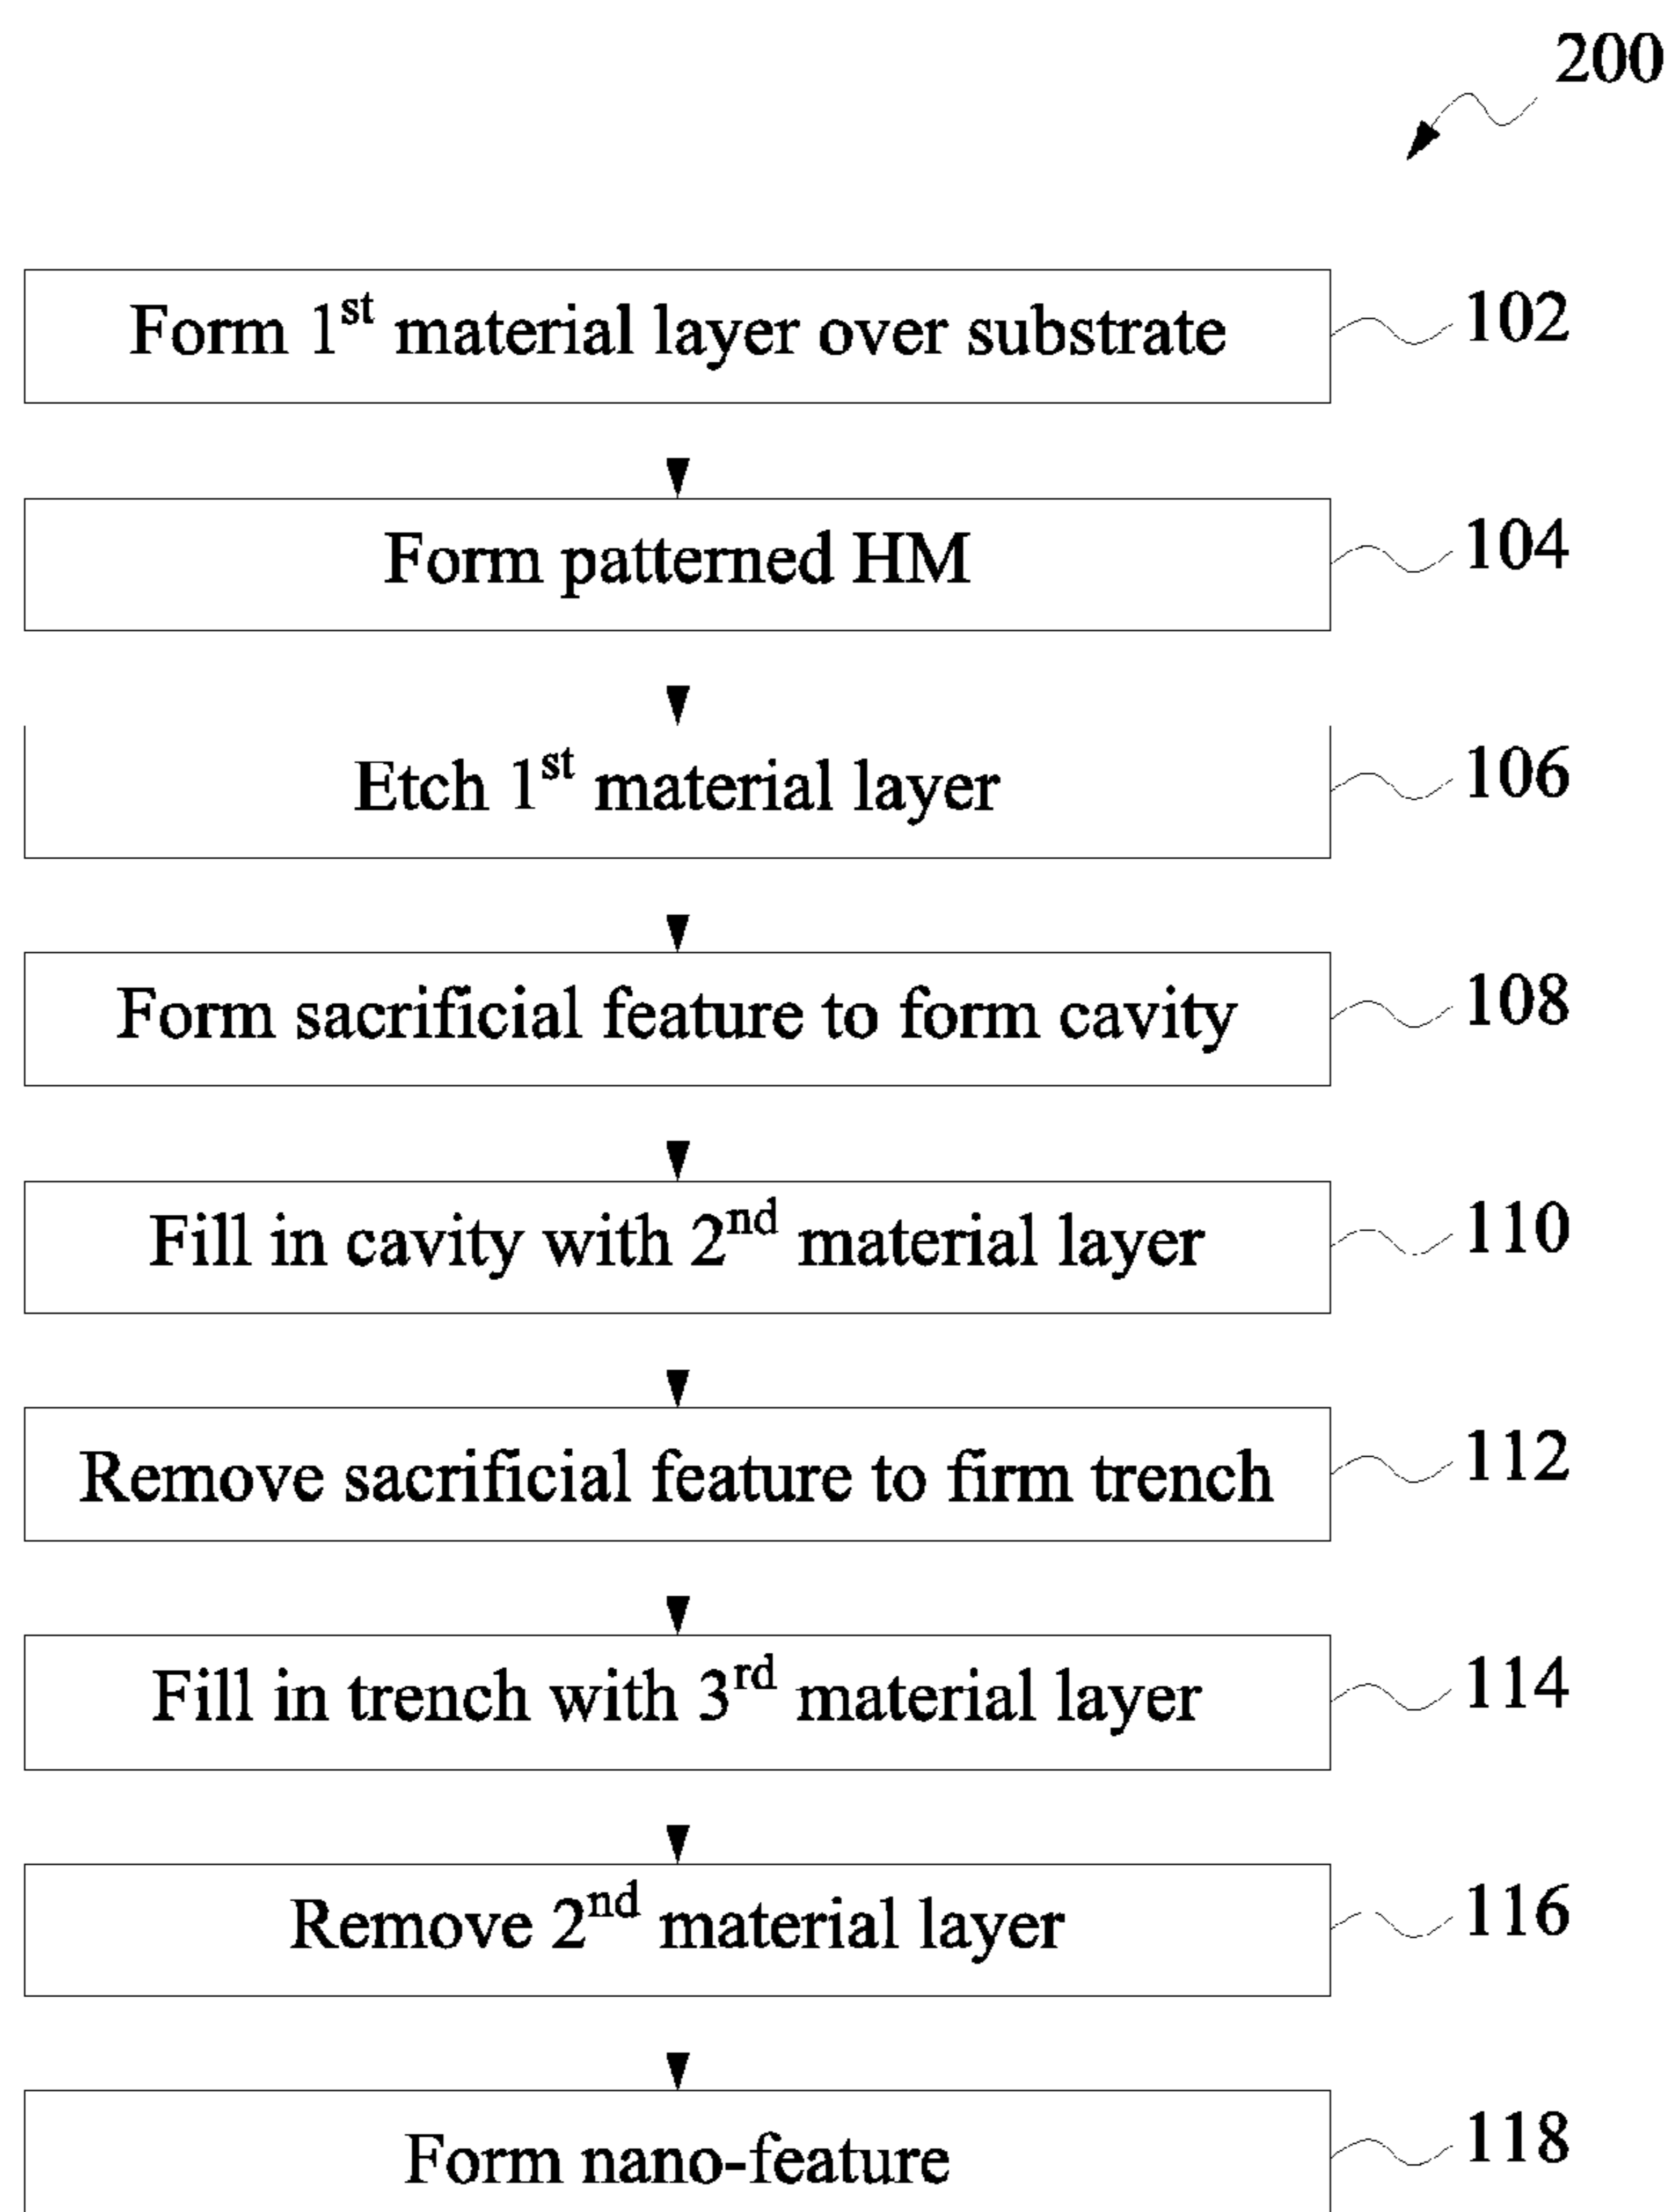 200
Form 1st material layer over substrate 102
Form patterned HM 104
Etch 1st material layer 106
Form sacrificial feature to form cavity 108
Fill in cavity with 2nd material layer 110
Remove sacrificial feature to firm trench 112
Fill in trench with 3rd material layer 114
Remove 2nd material layer 116
Form nano-feature 118